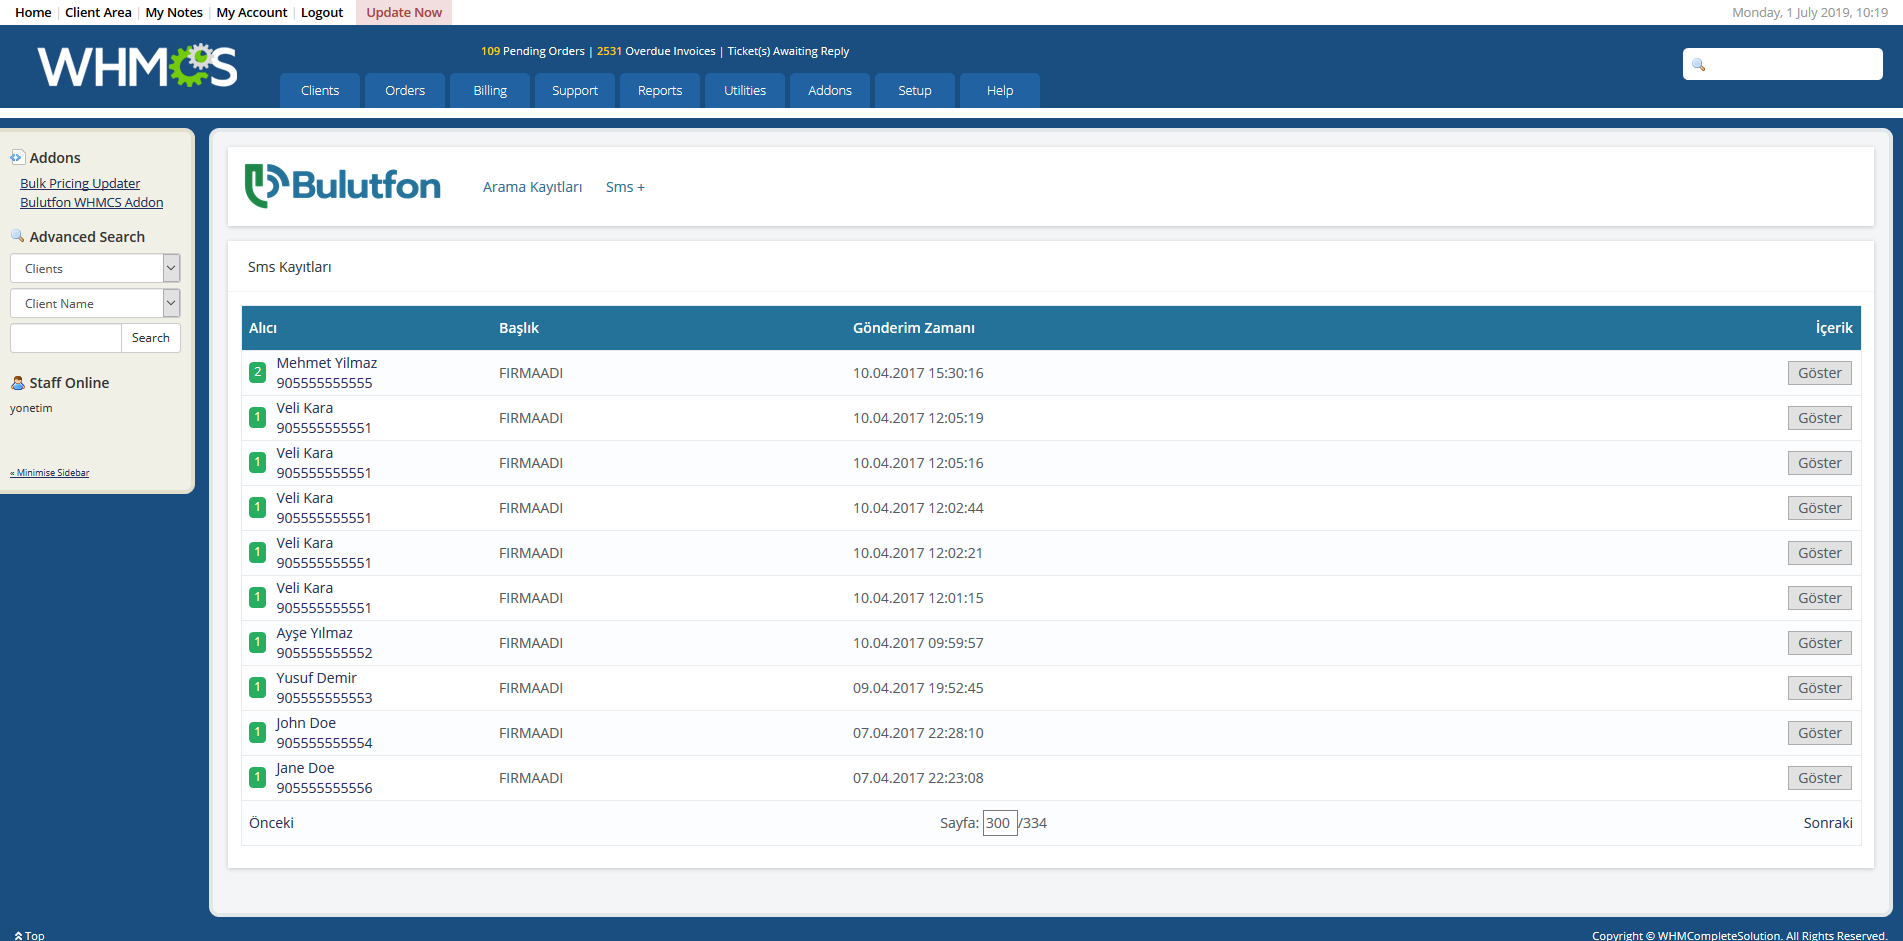 Home Client Area My Notes My Account Logout Update Now Monday, 1 July 2019, 10:19
WHMCS
109 Pending Orders | 2531 Overdue Invoices | Ticket(s) Awaiting Reply
Clients Orders Billing Support Reports Utilities Addons Setup Help
Addons
Bulk Pricing Updater
Bulutfon WHMCS Addon
Advanced Search
Clients
Client Name
Search
Staff Online
yonetim
« Minimise Sidebar
Bulutfon Arama Kayıtları Sms +
Sms Kayıtları
Alıcı Başlık Gönderim Zamanı İçerik
2 Mehmet Yilmaz
905555555555 FIRMAADI 10.04.2017 15:30:16 Göster
1 Veli Kara
905555555551 FIRMAADI 10.04.2017 12:05:19 Göster
1 Veli Kara
905555555551 FIRMAADI 10.04.2017 12:05:16 Göster
1 Veli Kara
905555555551 FIRMAADI 10.04.2017 12:02:44 Göster
1 Veli Kara
905555555551 FIRMAADI 10.04.2017 12:02:21 Göster
1 Veli Kara
905555555551 FIRMAADI 10.04.2017 12:01:15 Göster
1 Ayşe Yılmaz
905555555552 FIRMAADI 10.04.2017 09:59:57 Göster
1 Yusuf Demir
905555555553 FIRMAADI 09.04.2017 19:52:45 Göster
1 John Doe
905555555554 FIRMAADI 07.04.2017 22:28:10 Göster
1 Jane Doe
905555555556 FIRMAADI 07.04.2017 22:23:08 Göster
Önceki Sayfa: 300 /334 Sonraki
Top Copyright © WHMCompleteSolution. All Rights Reserved.